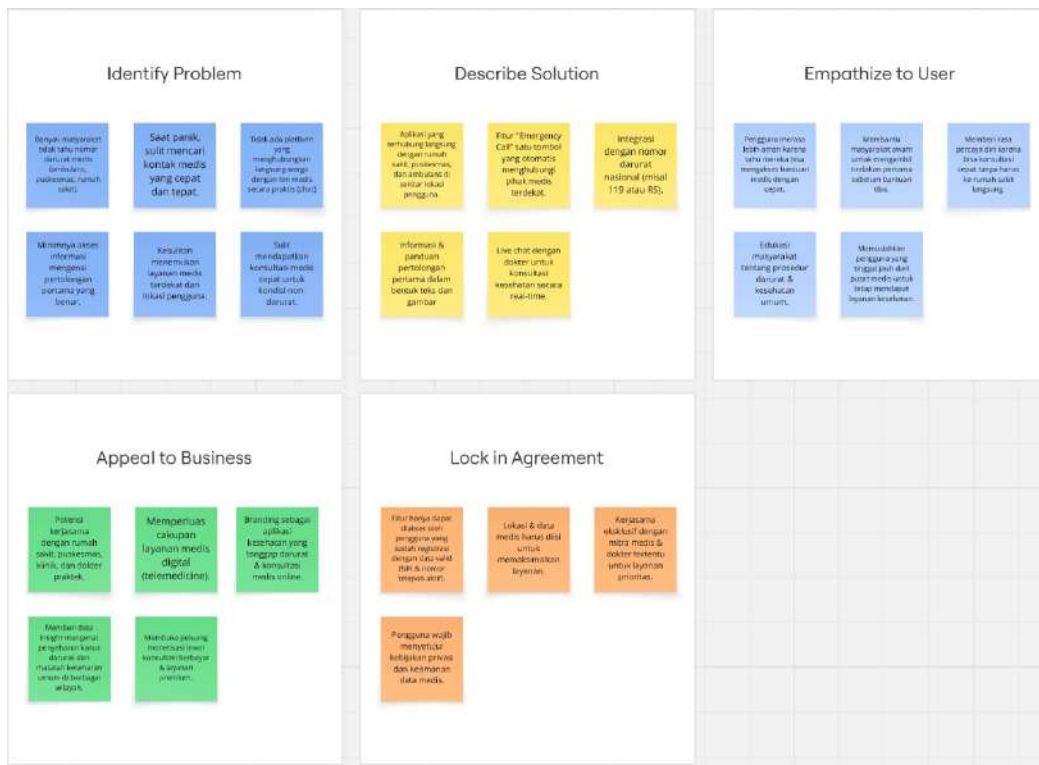 Identify Problem
Banyak masyarakat
tidak tahu nomor
darurat medis
(ambulans,
puskesmas, rumah
sakit).
Saat panik,
sulit mencari
kontak medis
yang cepat dan
tepat.
Tidak ada platform
yang
menghubungkan
langsung warga
dengan tim medis
secara praktis (chat)
Minimnya akses
informasi
mengenai
pertolongan
pertama yang
benar.
Kesulitan
menemukan
layanan medis
terdekat dari
lokasi pengguna.
Sulit
mendapatkan
konsultasi medis
cepat untuk
kondisi non
darurat.
Describe Solution
Aplikasi yang
terhubung langsung
dengan rumah
sakit, puskesmas,
dan ambulans di
sekitar lokasi
pengguna.
Fitur "Emergency
Call" satu tombol
yang otomatis
menghubungi
pihak medis
terdekat.
Integrasi
dengan nomor
darurat nasional
(misal
119 atau RS).
Informasi &
panduan
pertolongan
pertama dalam
bentuk teks dan
gambar
Live chat dengan
dokter untuk
konsultasi
kesehatan secara
real-time.
Empathize to User
Pengguna merasa
lebih aman karena
tahu mereka bisa
mengakses bantuan
medis dengan
cepat.
Membantu
masyarakat awam
untuk mengambil
tindakan pertama
sebelum bantuan
tiba.
Memberi rasa
percaya diri karena
bisa konsultasi
cepat tanpa harus
ke rumah sakit
langsung.
Edukasi
masyarakat
tentang prosedur
darurat &
kesehatan
umum.
Memudahkan
pengguna yang
tinggal jauh dari
pusat medis untuk
tetap mendapat
layanan kesehatan.
Appeal to Business
Potensi
kerjasama
dengan rumah
sakit, puskesmas,
klinik, dan dokter
praktek.
Memperluas
cakupan
layanan medis
digital
(telemedicine).
Branding sebagai
aplikasi
kesehatan yang
tanggap darurat
& konsultasi
medis online.
Memberi data
insight mengenai
penyebaran kasus
darurat dan
masalah kesehatan
umum di berbagai
wilayah.
Membuka peluang
monetisasi lewat
konsultasi berbayar
& layanan
premium.
Lock in Agreement
Fitur hanya dapat
diakses oleh
pengguna yang
sudah registrasi
dengan data valid
(NIK & nomor
telepon aktif).
Lokasi & data
medis harus diisi
untuk
memaksimalkan
layanan.
Kerjasama
eksklusif dengan
mitra medis &
dokter tertentu
untuk layanan
prioritas.
Pengguna wajib
menyetujui
kebijakan privasi
dan keamanan
data medis.